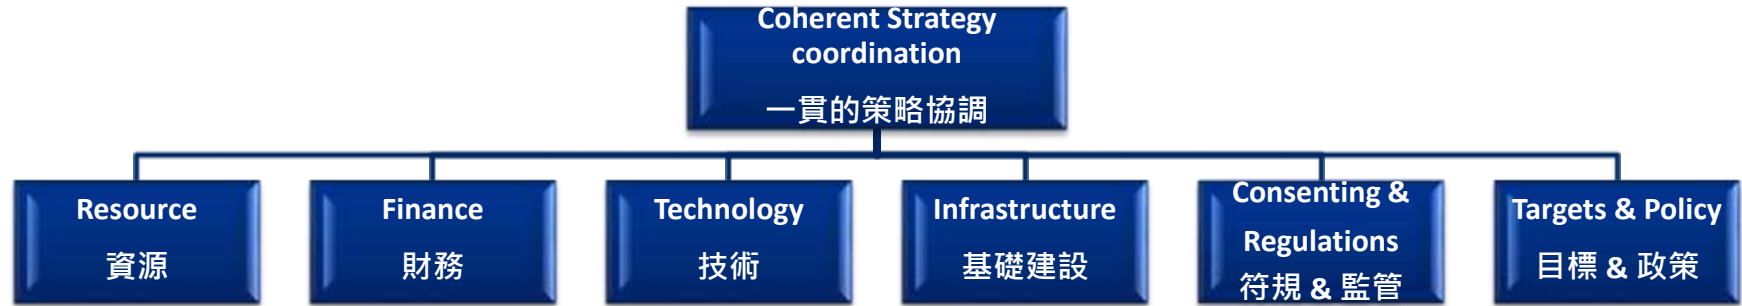 Coherent Strategy
coordination
一貫的策略協調
Resource
資源
Finance
財務
Technology
技術
Infrastructure
基礎建設
Consenting &
Regulations
符規 & 監管
Targets & Policy
目標 & 政策